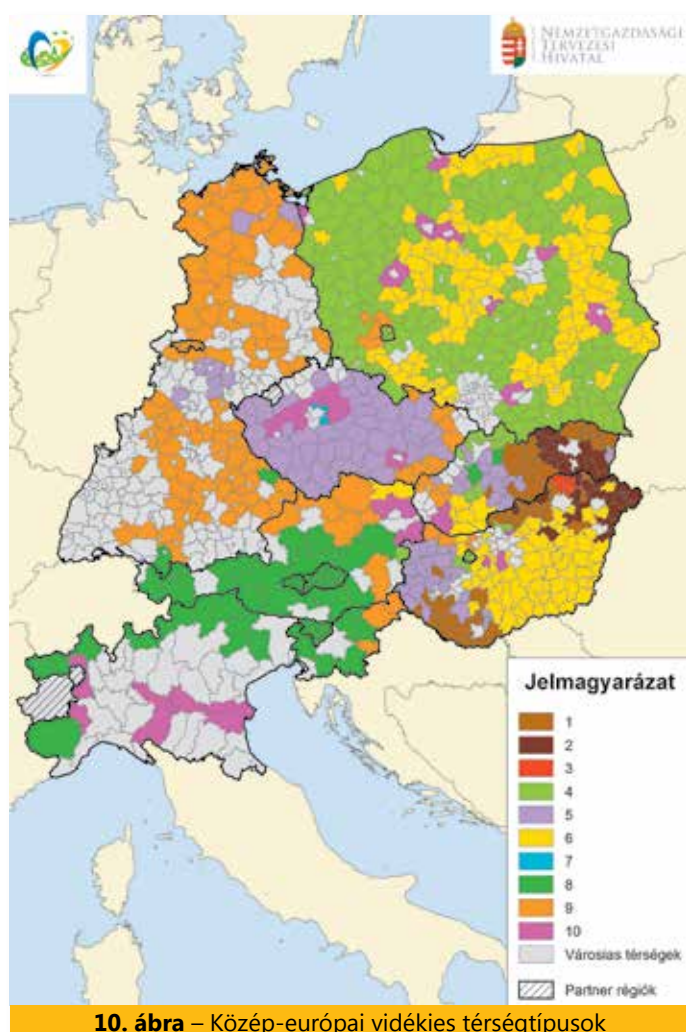 NEMZETGAZDASÁGI
TERVEZÉSI
HIVATAL
Jelmagyarázat
1
2
3
4
5
6
7
8
9
10
Városias térségek
Partner régiók
10. ábra – Közép-európai vidékies térségtípusok